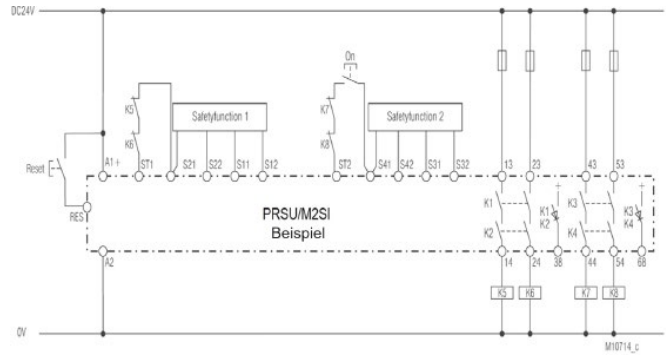 DC24V
On
K5
K6
Safetyfunction 1
K7
K8
Safetyfunction 2
Reset
A1+
ST1
S21
S22
S11
S12
ST2
S41
S42
S31
S32
13
23
43
53
RES
PRSU/M2SI
Beispiel
K1
K2
K1
K2
K3
K4
K3
K4
A2
14
24
38
44
54
68
K5
K6
K7
K8
0V
M10714_c